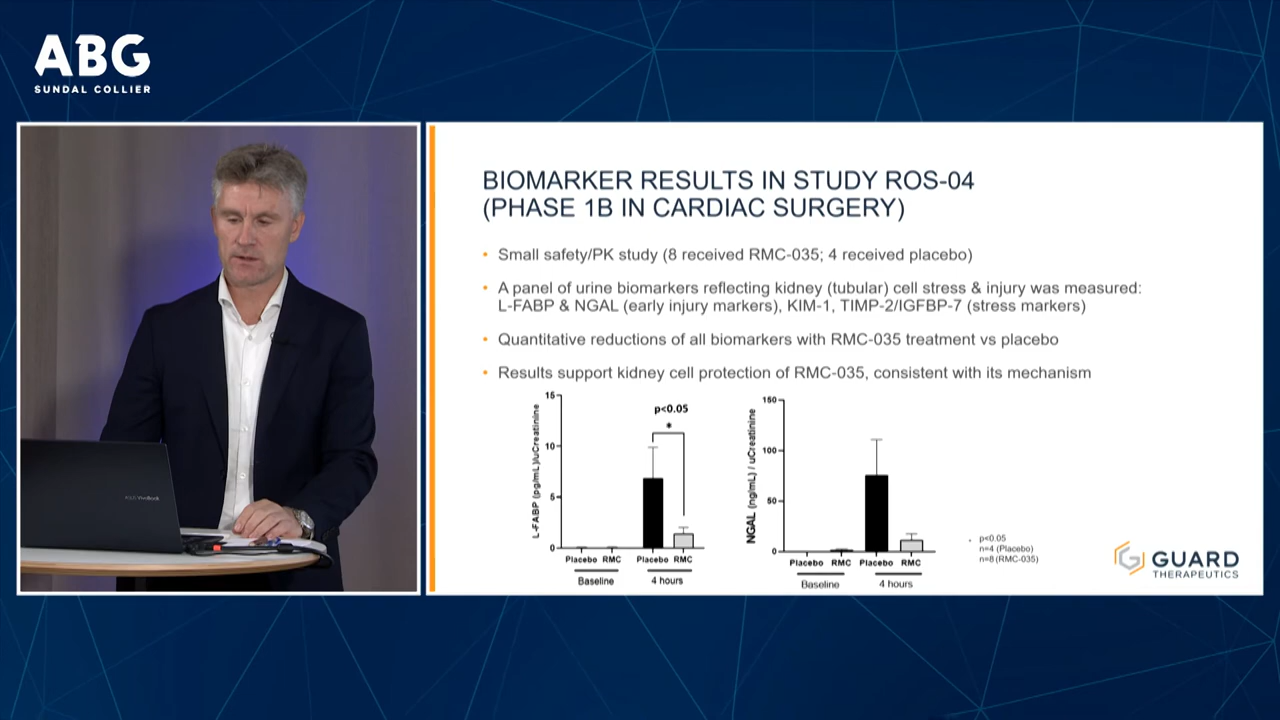 ABG
SUNDAL COLLIER
BIOMARKER RESULTS IN STUDY ROS-04
(PHASE 1B IN CARDIAC SURGERY)
• Small safety/PK study (8 received RMC-035; 4 received placebo)
• A panel of urine biomarkers reflecting kidney (tubular) cell stress & injury was measured:
L-FABP & NGAL (early injury markers), KIM-1, TIMP-2/IGFBP-7 (stress markers)
• Quantitative reductions of all biomarkers with RMC-035 treatment vs placebo
• Results support kidney cell protection of RMC-035, consistent with its mechanism
L-FABP (pg/mL)/uCreatinine
15
10
5
0
p<0.05
*
Placebo RMC Placebo RMC
Baseline 4 hours
NGAL (ng/mL) / uCreatinine
150
100
50
0
Placebo RMC Placebo RMC
Baseline 4 hours
p<0.05
n=4 (Placebo)
n=8 (RMC-035)
GUARD
THERAPEUTICS
ASUS VivoBook